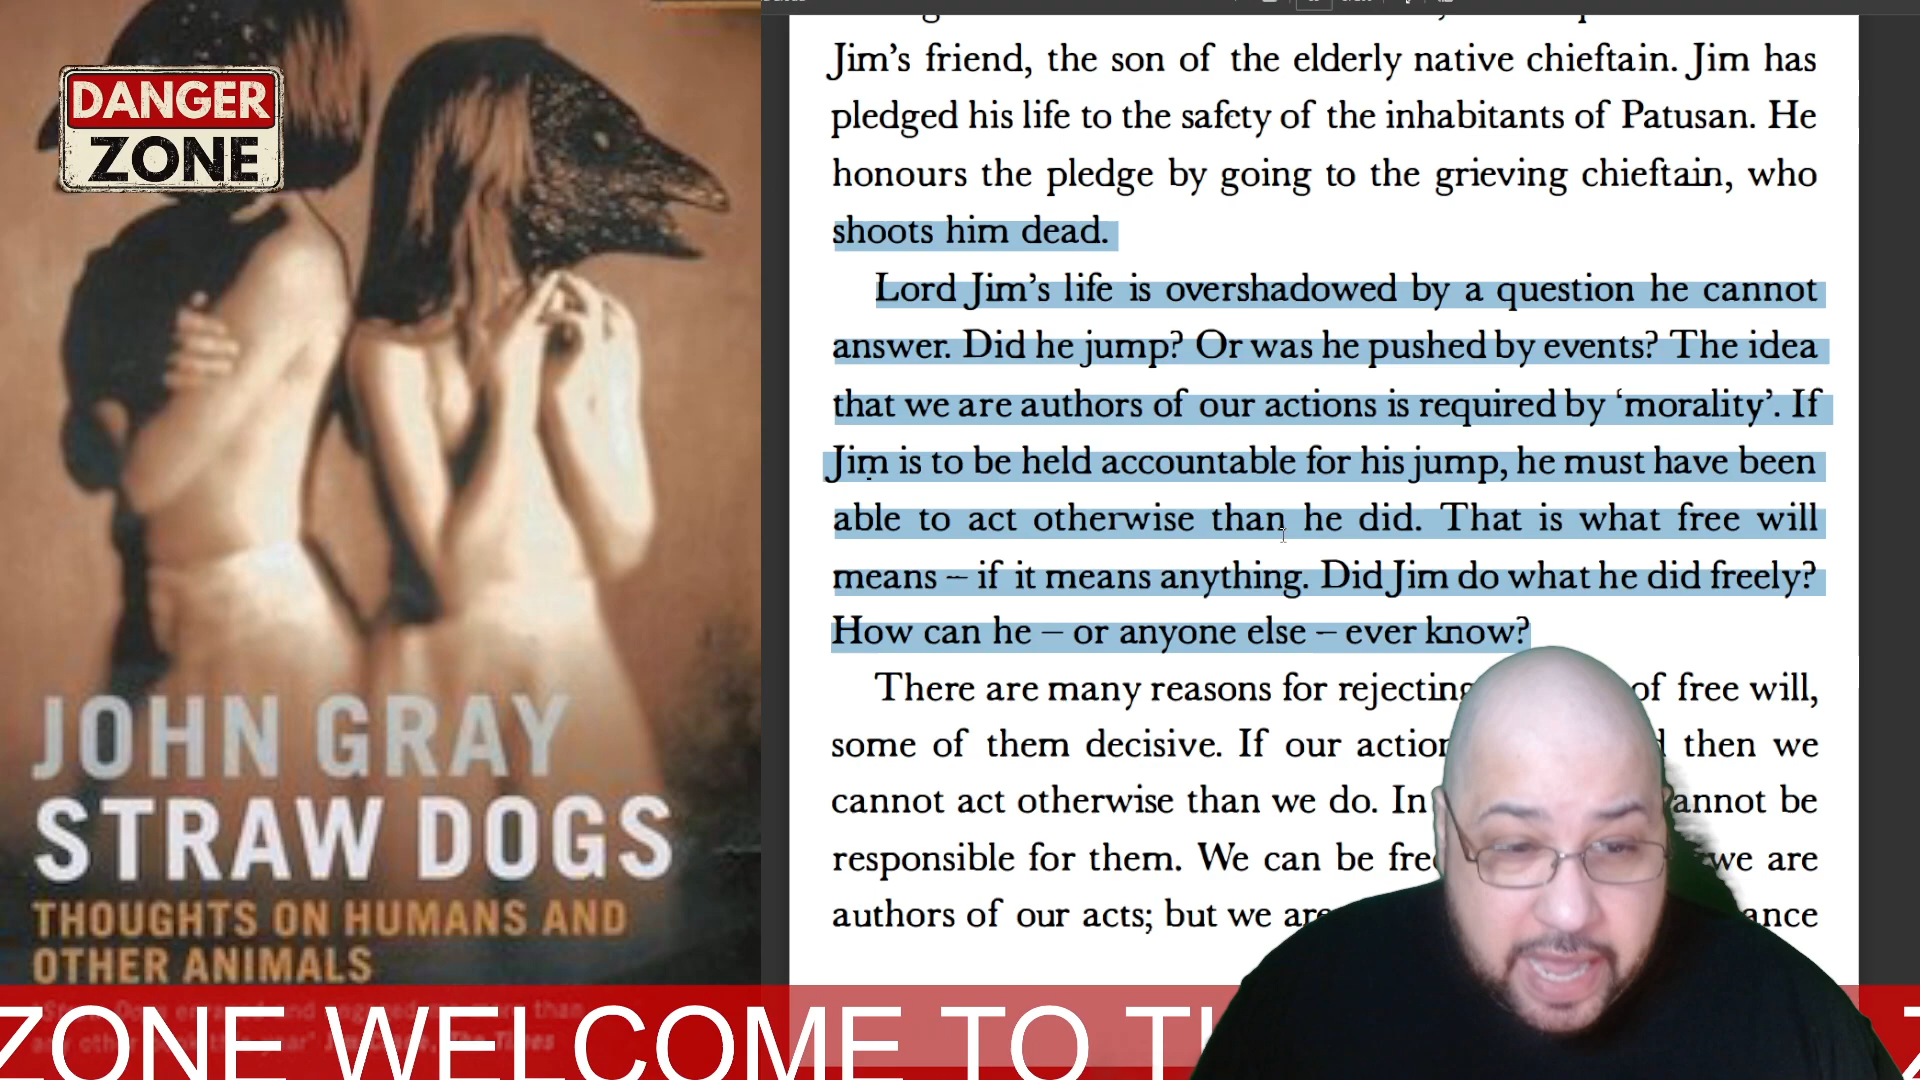 DANGER
ZONE
JOHN GRAY
STRAW DOGS
THOUGHTS ON HUMANS AND
OTHER ANIMALS
Jim's friend, the son of the elderly native chieftain. Jim has
pledged his life to the safety of the inhabitants of Patusan. He
honours the pledge by going to the grieving chieftain, who
shoots him dead.
Lord Jim's life is overshadowed by a question he cannot
answer. Did he jump? Or was he pushed by events? The idea
that we are authors of our actions is required by 'morality'. If
Jim is to be held accountable for his jump, he must have been
able to act otherwise than he did. That is what free will
means – if it means anything. Did Jim do what he did freely?
How can he – or anyone else – ever know?
There are many reasons for rejecting of free will,
some of them decisive. If our then we
cannot act otherwise than we do. In be
responsible for them. We can be we are
authors of our acts; but we
ZONE WELCOME TO